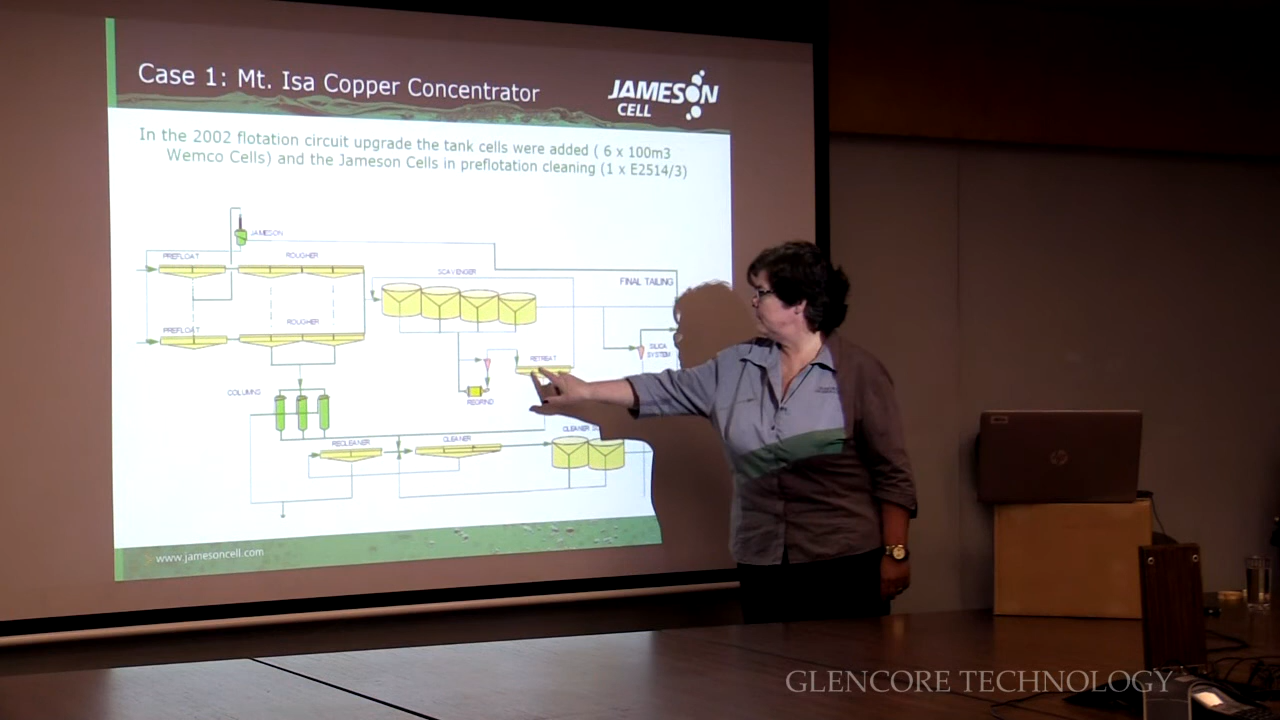 Case 1: Mt. Isa Copper Concentrator
JAMESON
CELL
In the 2002 flotation circuit upgrade the tank cells were added ( 6 x 100m3
Wemco Cells) and the Jameson Cells in preflotation cleaning (1 x E2514/3)
JAMESON
PREFLOAT
ROUGHER
SCAVENGER
FINAL TAILING
PREFLOAT
ROUGHER
SILICA
SYSTEM
RETREAT
COLUMNS
REGRIND
RECLEANER
CLEANER
CLEANER
www.jamesoncell.com
hp
GLENCORE TECHNOLOGY